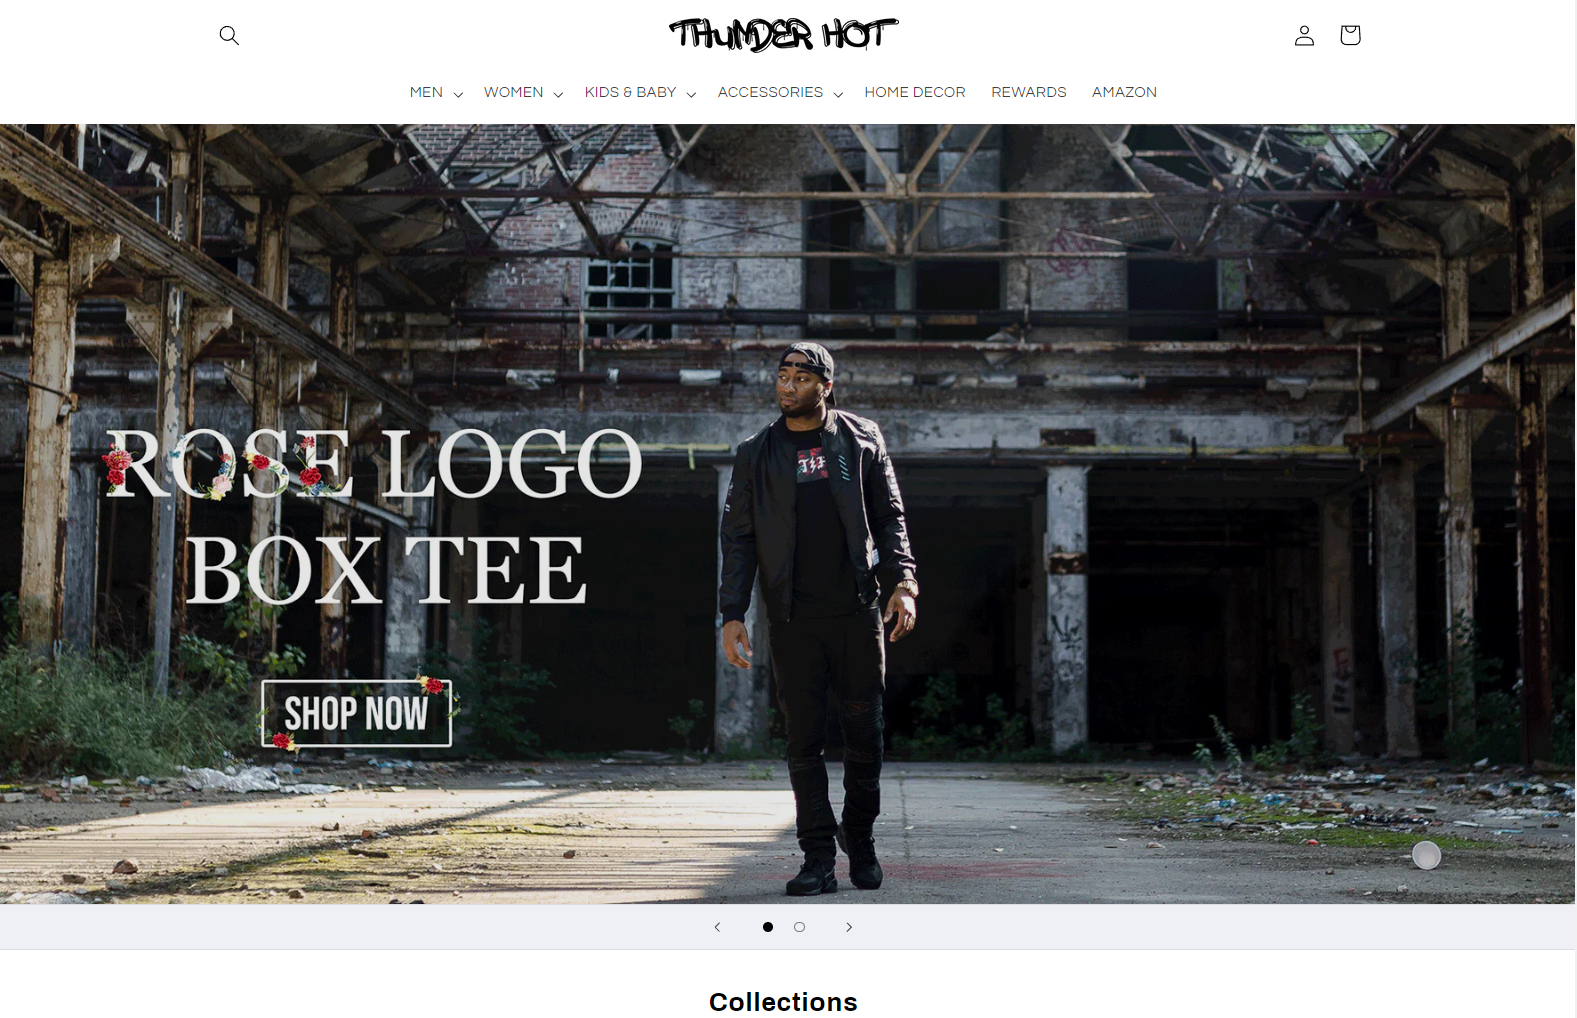 THUNDER HOT
MEN
WOMEN
KIDS & BABY
ACCESSORIES
HOME DECOR
REWARDS
AMAZON
ROSE LOGO
BOX TEE
SHOP NOW
Collections